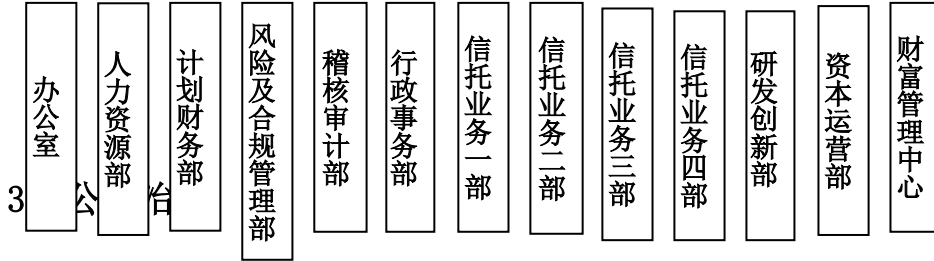 办公室
人力资源部
计划财务部
风险及合规管理部
稽核审计部
行政事务部
信托业务一部
信托业务二部
信托业务三部
信托业务四部
研发创新部
资本运营部
财富管理中心
3 公